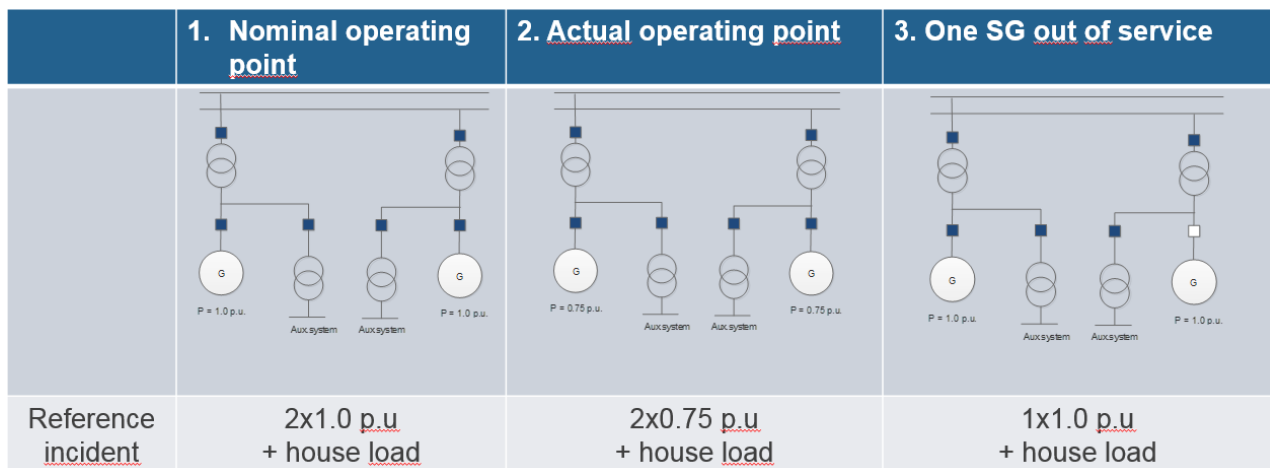 1. Nominal operating
point
2. Actual operating point
3. One SG out of service
G
G
P = 1.0 p.u.
P = 1.0 p.u.
Aux.system
Aux.system
G
G
P = 0.75 p.u.
P = 0.75 p.u.
Aux.system
Aux.system
G
G
P = 1.0 p.u.
P = 1.0 p.u.
Aux.system
Aux.system
Reference
incident
2x1.0 p.u
+ house load
2x0.75 p.u
+ house load
1x1.0 p.u
+ house load